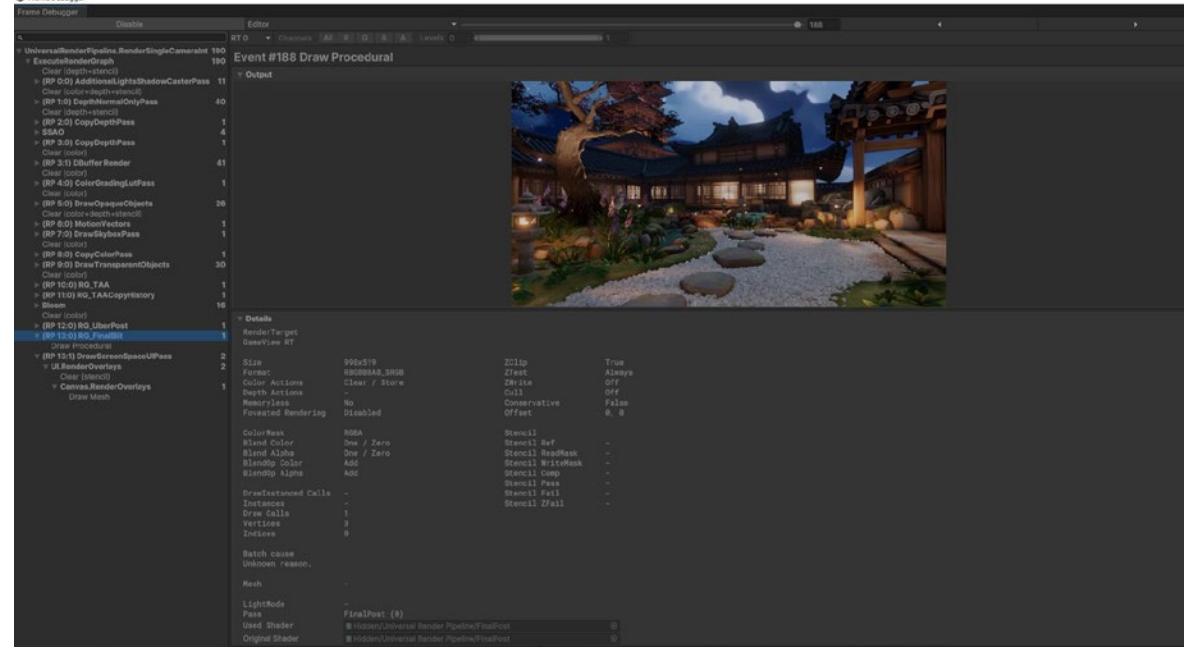 Frame Debugger
Disable
Editor
188
RT 0
Channels All R G B A
Levels 0
1
UniversalRenderPipeline.RenderSingleCameraInt 190
ExecuteRenderGraph 190
Clear (depth+stencil)
(RP 0:0) AdditionalLightsShadowCasterPass 11
Clear (color+depth+stencil)
(RP 1:0) DepthNormalOnlyPass 40
Clear (depth+stencil)
(RP 2:0) CopyDepthPass 1
SSAO 4
(RP 3:0) CopyDepthPass 1
Clear (color)
(RP 3:1) DBuffer Render 41
Clear (color)
(RP 4:0) ColorGradingLutPass 1
Clear (color)
(RP 5:0) DrawOpaqueObjects 26
Clear (color+depth+stencil)
(RP 6:0) MotionVectors 1
(RP 7:0) DrawSkyboxPass 1
Clear (color)
(RP 8:0) CopyColorPass 1
(RP 9:0) DrawTransparentObjects 30
Clear (color)
(RP 10:0) RG_TAA 1
(RP 11:0) RG_TAACopyHistory 1
Bloom 16
Clear (color)
(RP 12:0) RG_UberPost 1
(RP 13:0) RG_FinalBlit 1
Draw Procedural
(RP 13:1) DrawScreenSpaceUIPass 2
UI.RenderOverlays 2
Clear (stencil)
Canvas.RenderOverlays 1
Draw Mesh
Event #188 Draw Procedural
Output
Details
RenderTarget
GameView RT
Size 998x519
Format R8G8B8A8_SRGB
Color Actions Clear / Store
Depth Actions -
Memoryless No
Foveated Rendering Disabled
ZClip True
ZTest Always
ZWrite Off
Cull Off
Conservative False
Offset 0, 0
ColorMask RGBA
Blend Color One / Zero
Blend Alpha One / Zero
BlendOp Color Add
BlendOp Alpha Add
Stencil
Stencil Ref -
Stencil ReadMask -
Stencil WriteMask -
Stencil Comp -
Stencil Pass -
Stencil Fail -
Stencil ZFail -
DrawInstanced Calls -
Instances -
Draw Calls 1
Vertices 3
Indices 0
Batch cause
Unknown reason.
Mesh -
LightMode -
Pass FinalPost (0)
Used Shader Hidden/Universal Render Pipeline/FinalPost
Original Shader Hidden/Universal Render Pipeline/FinalPost